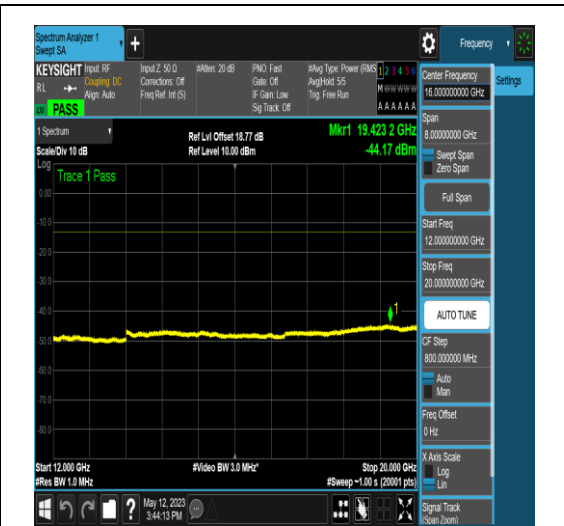 Spectrum Analyzer 1
Swept SA
Frequency
KEYSIGHT
RL
PASS
Input: RF
Coupling: DC
Align: Auto
Input Z: 50 Ω
Corrections: Off
Freq Ref: Int (S)
#Atten: 20 dB
PNO: Fast
Gate: Off
IF Gain: Low
Sig Track: Off
#Avg Type: Power (RMS
Avg|Hold: 5/5
Trig: Free Run
1 2 3 4 5 6
M W W W W W
A A A A A A
1 Spectrum
Scale/Div 10 dB
Ref Lvl Offset 18.77 dB
Ref Level 10.00 dBm
Mkr1 19.423 2 GHz
-44.17 dBm
Log
Trace 1 Pass
0.00
-10.0
-20.0
-30.0
-40.0
-50.0
-60.0
-70.0
-80.0
1
Start 12.000 GHz
#Res BW 1.0 MHz
#Video BW 3.0 MHz*
Stop 20.000 GHz
#Sweep ~1.00 s (20001 pts)
May 12, 2023
3:44:13 PM
Center Frequency
16.000000000 GHz
Settings
Span
8.00000000 GHz
Swept Span
Zero Span
Full Span
Start Freq
12.000000000 GHz
Stop Freq
20.000000000 GHz
AUTO TUNE
CF Step
800.000000 MHz
Auto
Man
Freq Offset
0 Hz
X Axis Scale
Log
Lin
Signal Track
(Span Zoom)